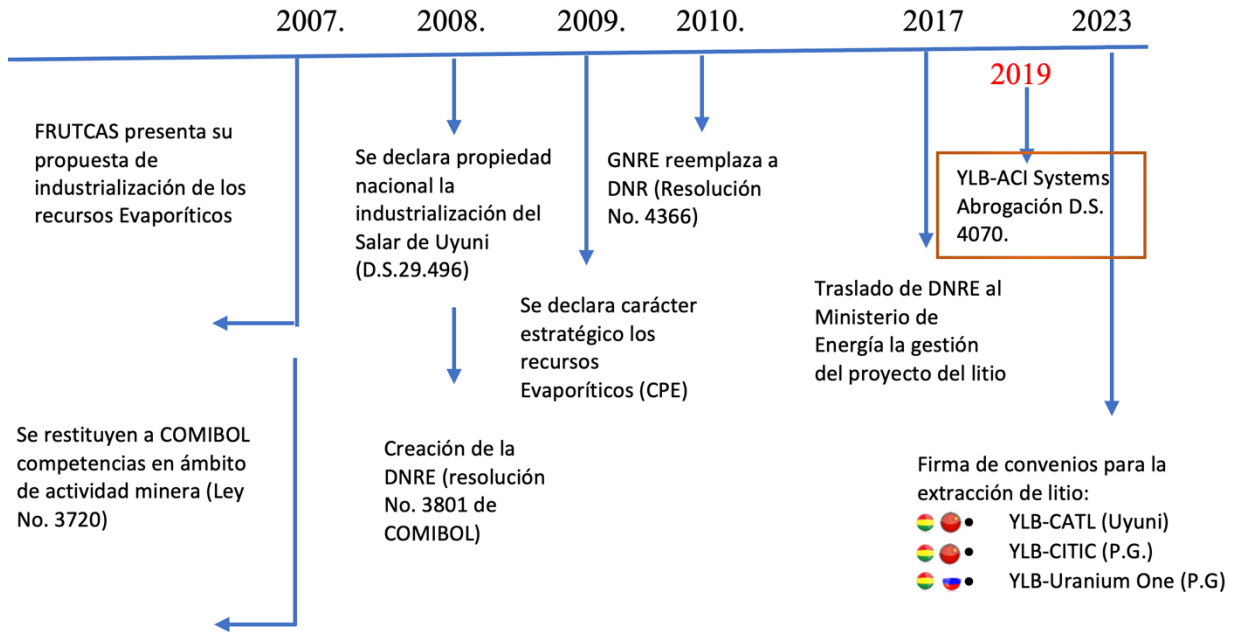 2007.
2008.
2009.
2010.
2017
2023
2019
FRUTCAS presenta su
propuesta de
industrialización de los
recursos Evaporíticos
Se restituyen a COMIBOL
competencias en ámbito
de actividad minera (Ley
No. 3720)
Se declara propiedad
nacional la
industrialización del
Salar de Uyuni
(D.S.29.496)
Creación de la
DNRE (resolución
No. 3801 de
COMIBOL)
Se declara carácter
estratégico los
recursos
Evaporíticos (CPE)
GNRE reemplaza a
DNR (Resolución
No. 4366)
Traslado de DNRE al
Ministerio de
Energía la gestión
del proyecto del litio
YLB-ACI Systems
Abrogación D.S.
4070.
Firma de convenios para la
extracción de litio:
• YLB-CATL (Uyuni)
• YLB-CITIC (P.G.)
• YLB-Uranium One (P.G)